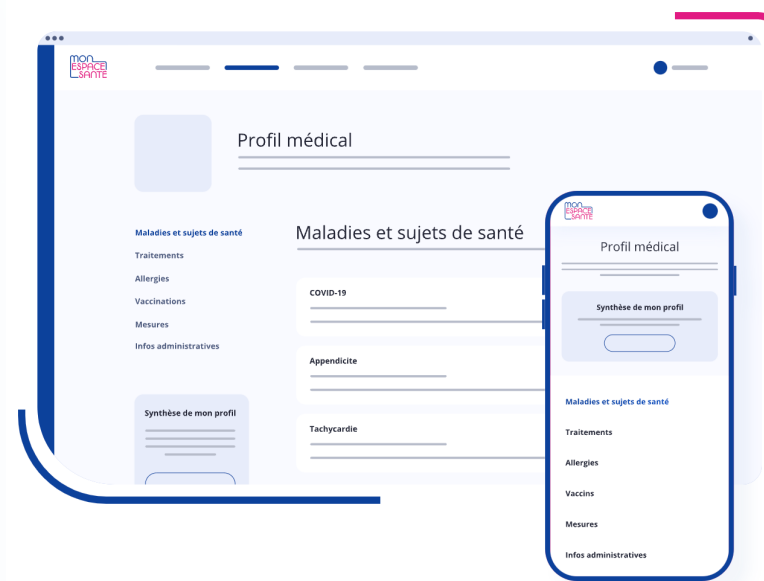 mon
ESPACE
SANTÉ
Profil médical
Maladies et sujets de santé
Traitements
Allergies
Vaccinations
Mesures
Infos administratives
Synthèse de mon profil
Maladies et sujets de santé
COVID-19
Appendicite
Tachycardie
mon
ESPACE
SANTÉ
Profil médical
Synthèse de mon profil
Maladies et sujets de santé
Traitements
Allergies
Vaccins
Mesures
Infos administratives